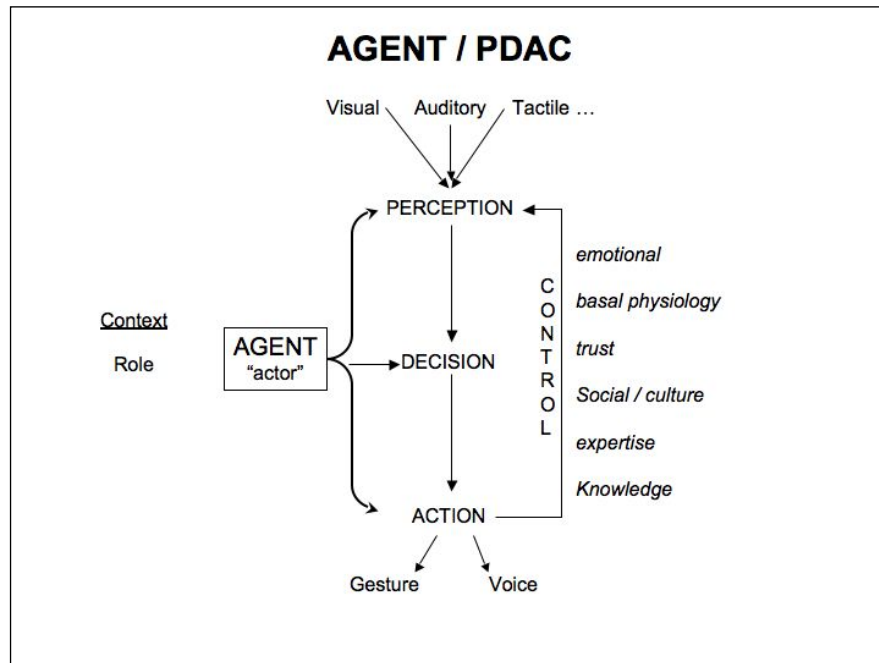 AGENT / PDAC
Visual Auditory Tactile …
PERCEPTION
emotional
basal physiology
trust
Social / culture
expertise
Knowledge
CONTROL
Context
Role
AGENT
“actor”
DECISION
ACTION
Gesture Voice